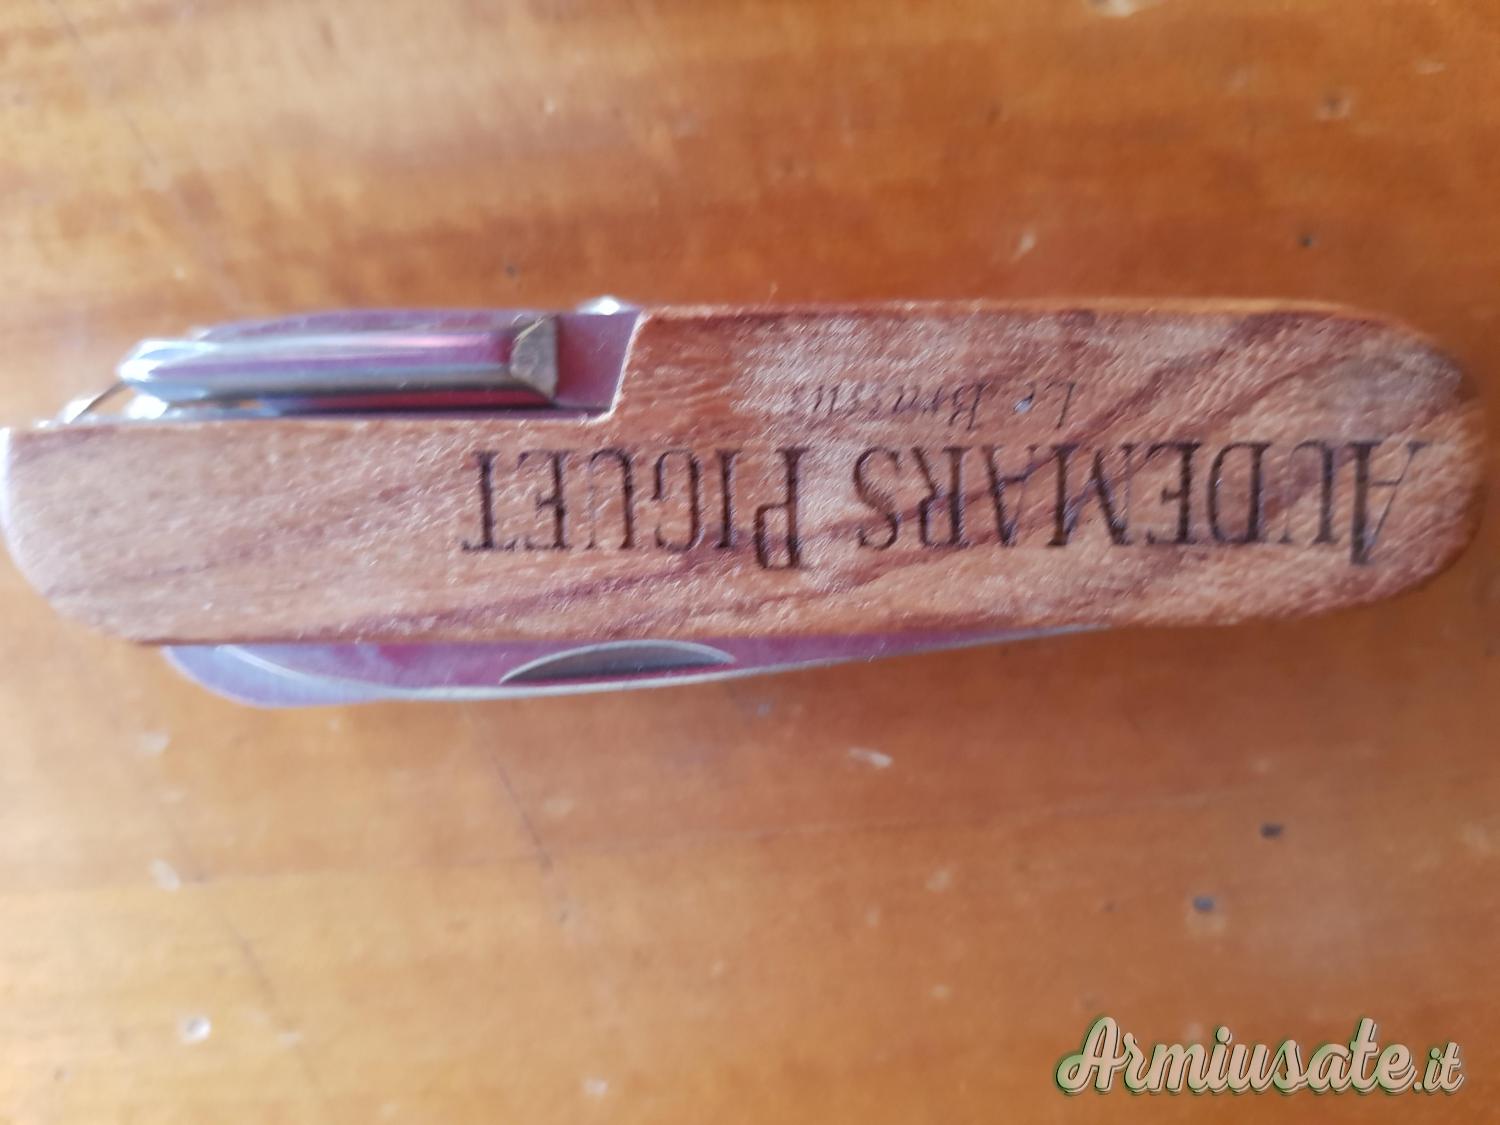 AUDEMARS PIGUET
Le Brassus
Armiusate.it